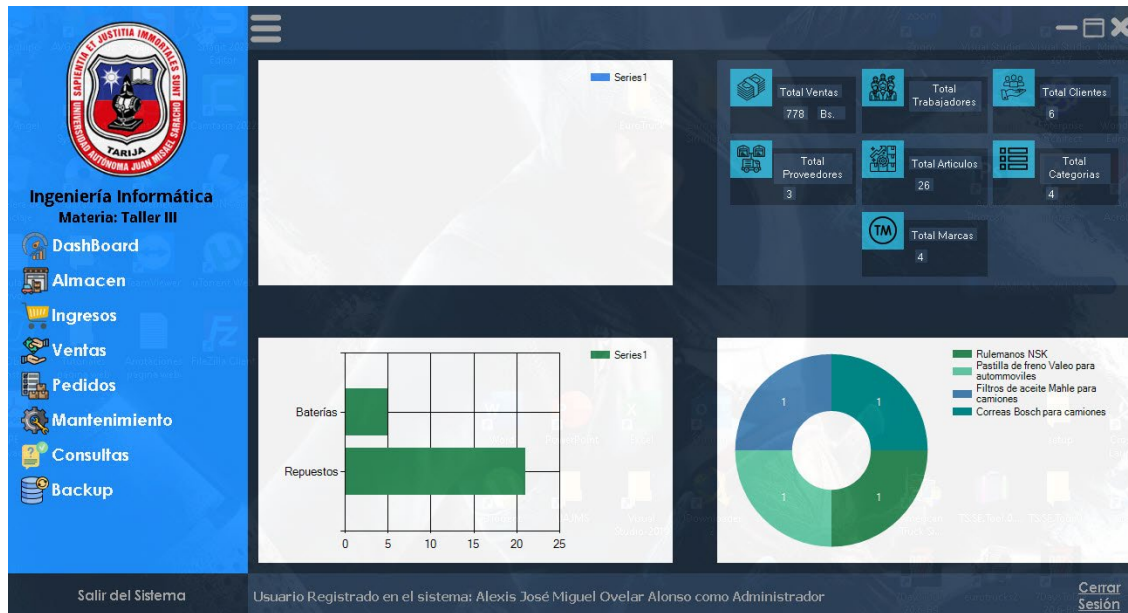 SAPIENTIA ET JUSTITIA IMMORTALES SUNT
UNIVERSIDAD AUTÓNOMA JUAN MISAEL SARACHO
TARIJA
Ingeniería Informática
Materia: Taller III
DashBoard
Almacen
Ingresos
Ventas
Pedidos
Mantenimiento
Consultas
Backup
Salir del Sistema
Series1
Total Ventas
778 Bs.
Total
Trabajadores
Total Clientes
6
Total
Proveedores
3
Total Articulos
26
Total
Categorias
4
TM
Total Marcas
4
Series1
Baterías
Repuestos
0 5 10 15 20 25
1 1
1 1
Rulemanos NSK
Pastilla de freno Valeo para
autommoviles
Filtros de aceite Mahle para
camiones
Correas Bosch para camiones
Usuario Registrado en el sistema: Alexis José Miguel Ovelar Alonso como Administrador
Cerrar
Sesión